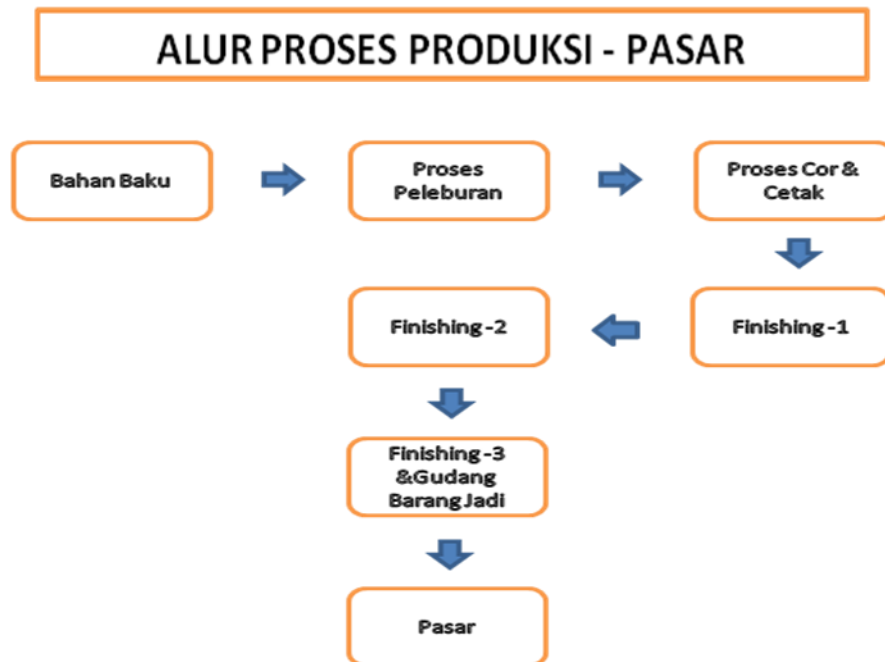 ALUR PROSES PRODUKSI - PASAR
Bahan Baku
Proses
Peleburan
Proses Cor &
Cetak
Finishing -1
Finishing -2
Finishing -3
&Gudang
Barang Jadi
Pasar